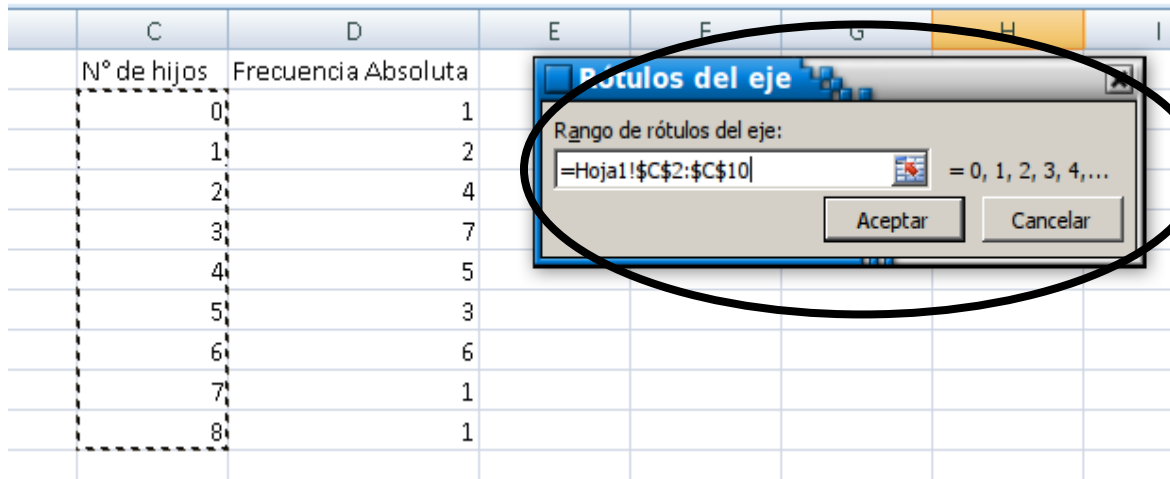 C D E F G H I
N° de hijos Frecuencia Absoluta
0 1
1 2
2 4
3 7
4 5
5 3
6 6
7 1
8 1
Rótulos del eje
Rango de rótulos del eje:
=Hoja1!$C$2:$C$10 = 0, 1, 2, 3, 4,...
Aceptar Cancelar